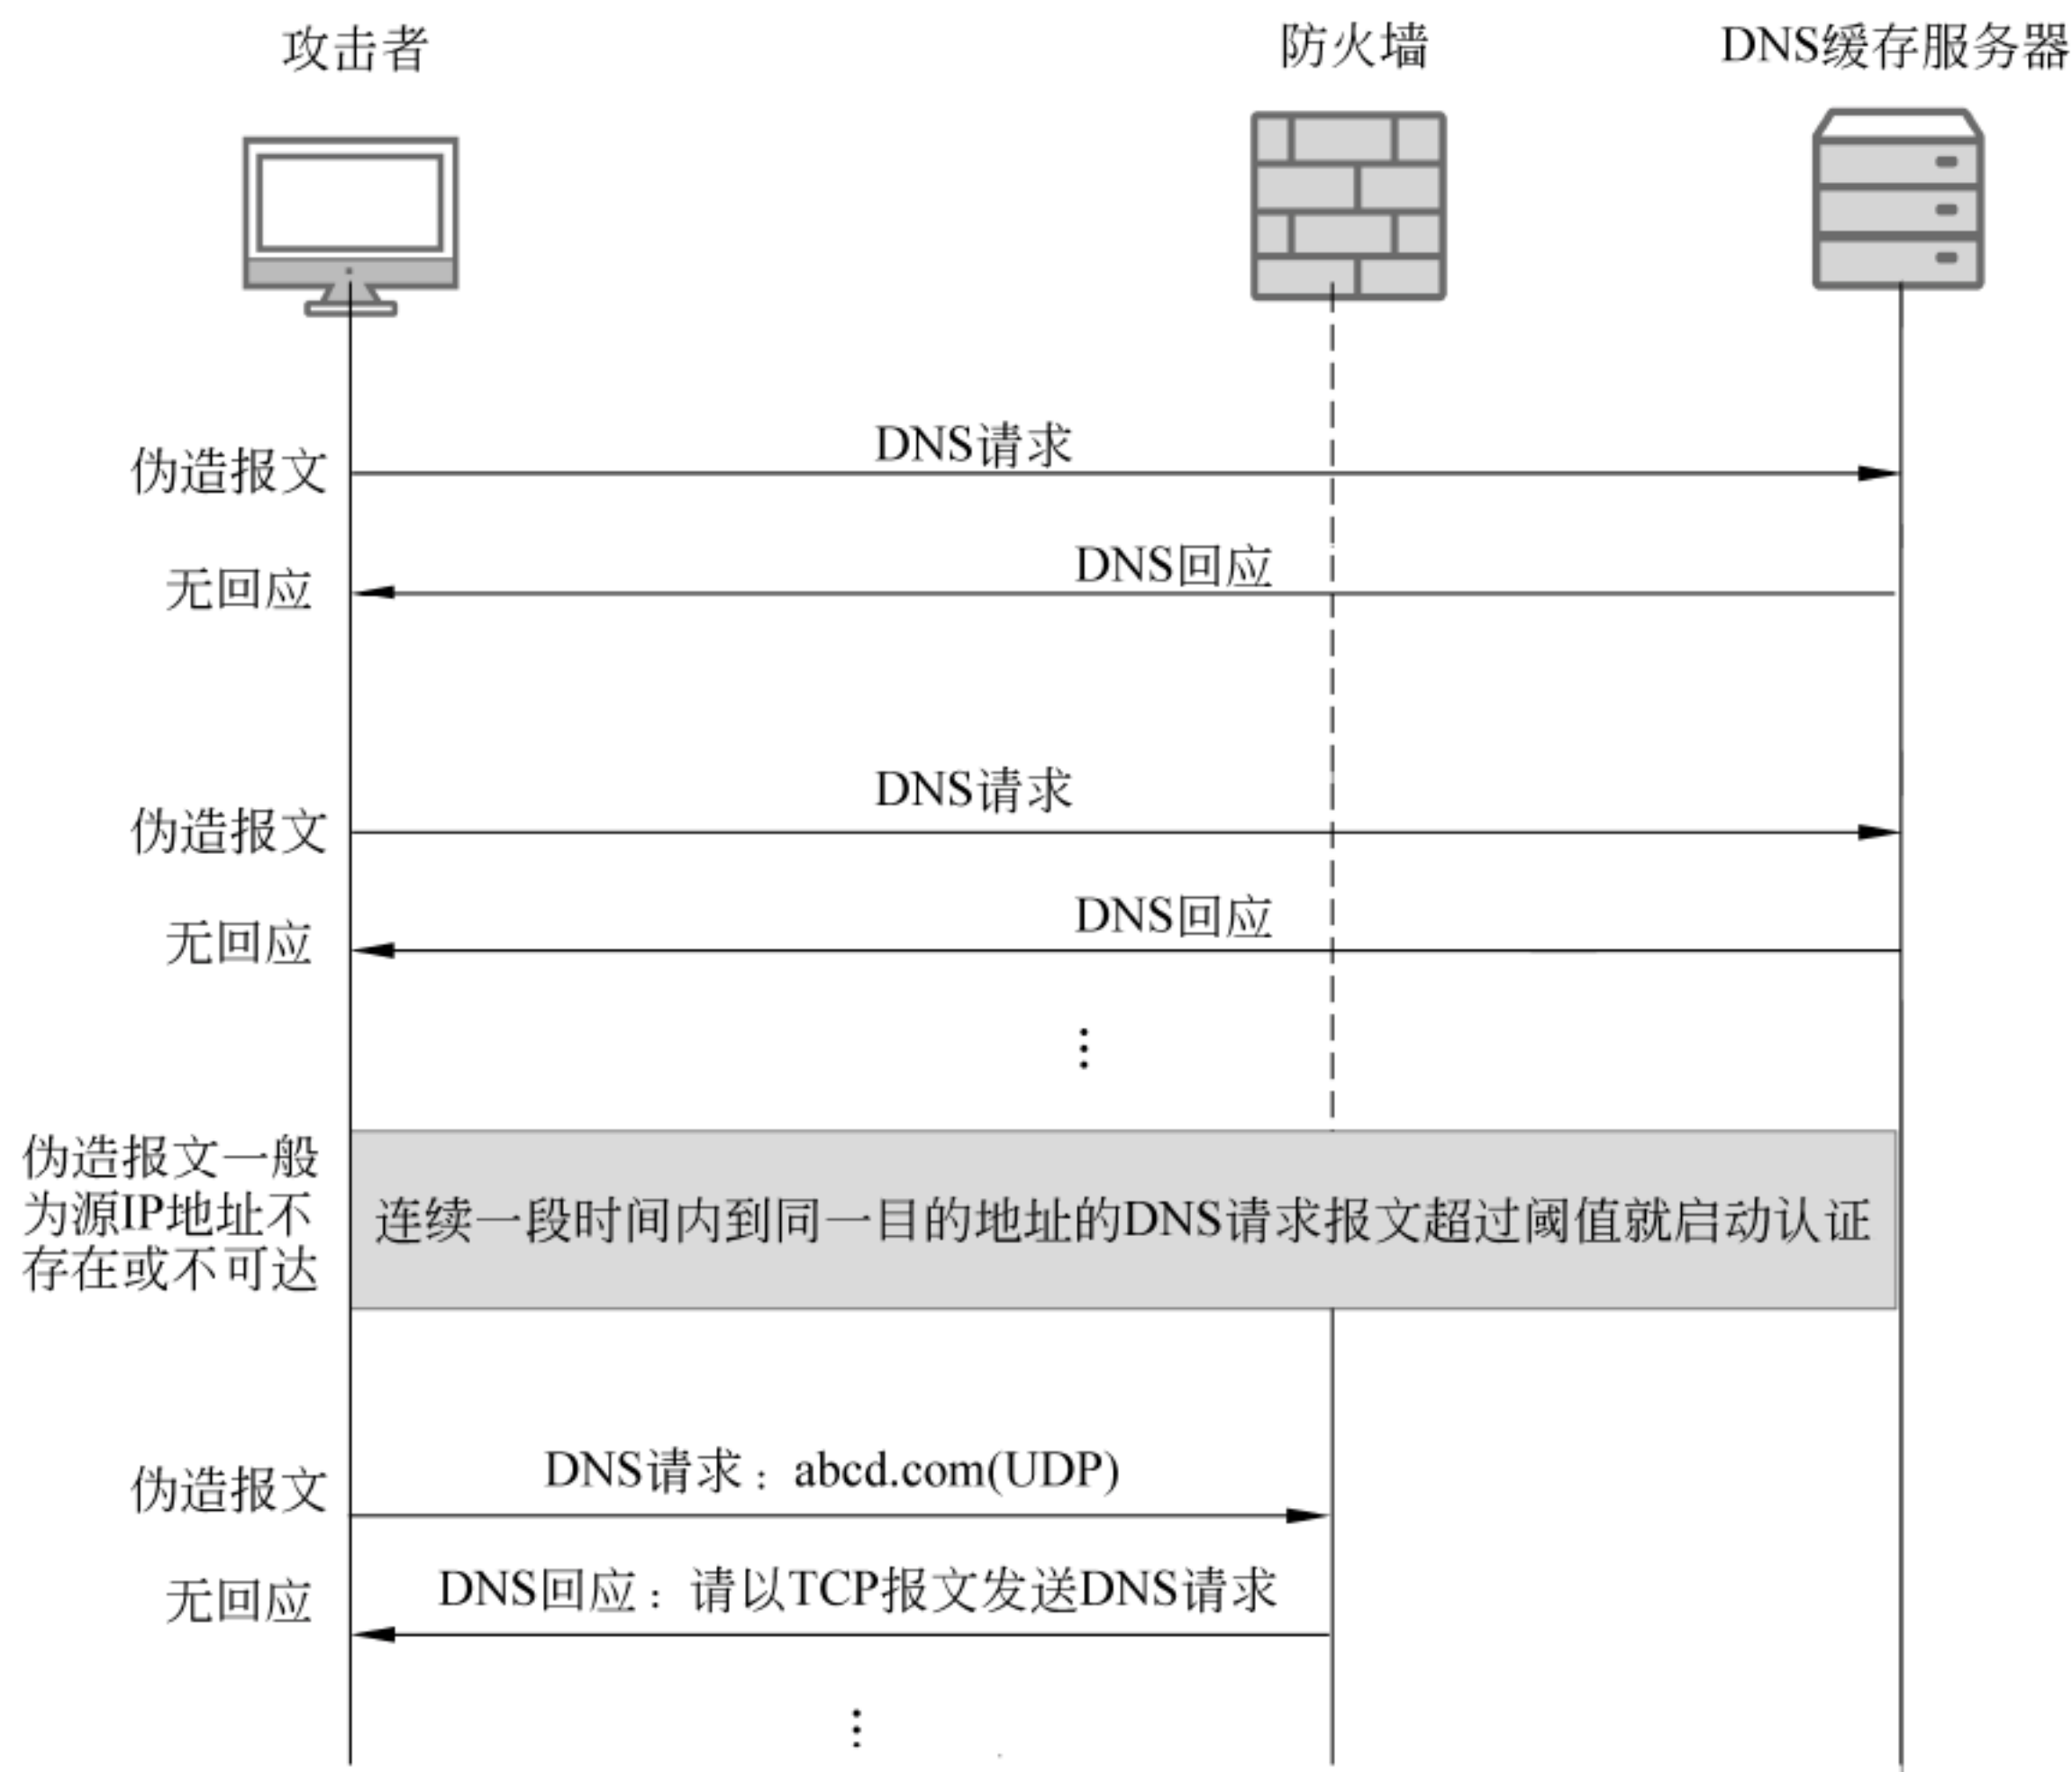 攻击者
防火墙
DNS缓存服务器
DNS请求
伪造报文
DNS回应
无回应
DNS请求
伪造报文
DNS回应
无回应
伪造报文一般
为源IP地址不
存在或不可达
连续一段时间内到同一目的地址的DNS请求报文超过阈值就启动认证
DNS请求：abcd.com(UDP)
伪造报文
DNS回应：请以TCP报文发送DNS请求
无回应